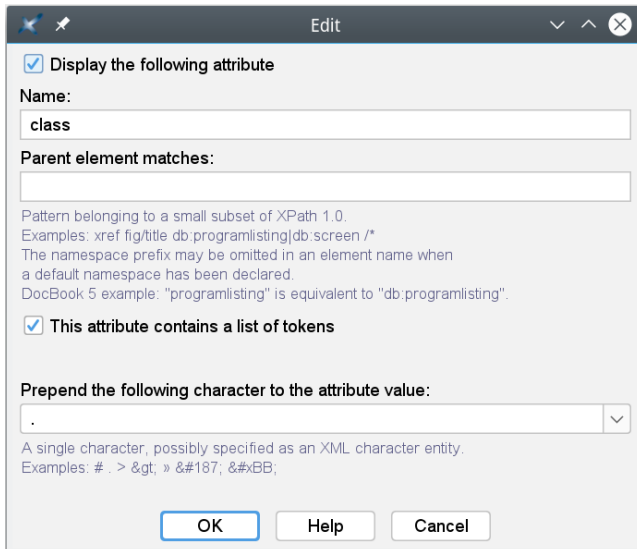 Edit
Display the following attribute
Name:
class
Parent element matches:
Pattern belonging to a small subset of XPath 1.0.
Examples: xref fig/title db:programlisting|db:screen /*
The namespace prefix may be omitted in an element name when
a default namespace has been declared.
DocBook 5 example: "programlisting" is equivalent to "db:programlisting".
This attribute contains a list of tokens
Prepend the following character to the attribute value:
.
A single character, possibly specified as an XML character entity.
Examples: # . > &gt; » &#187; &#xBB;
OK Help Cancel